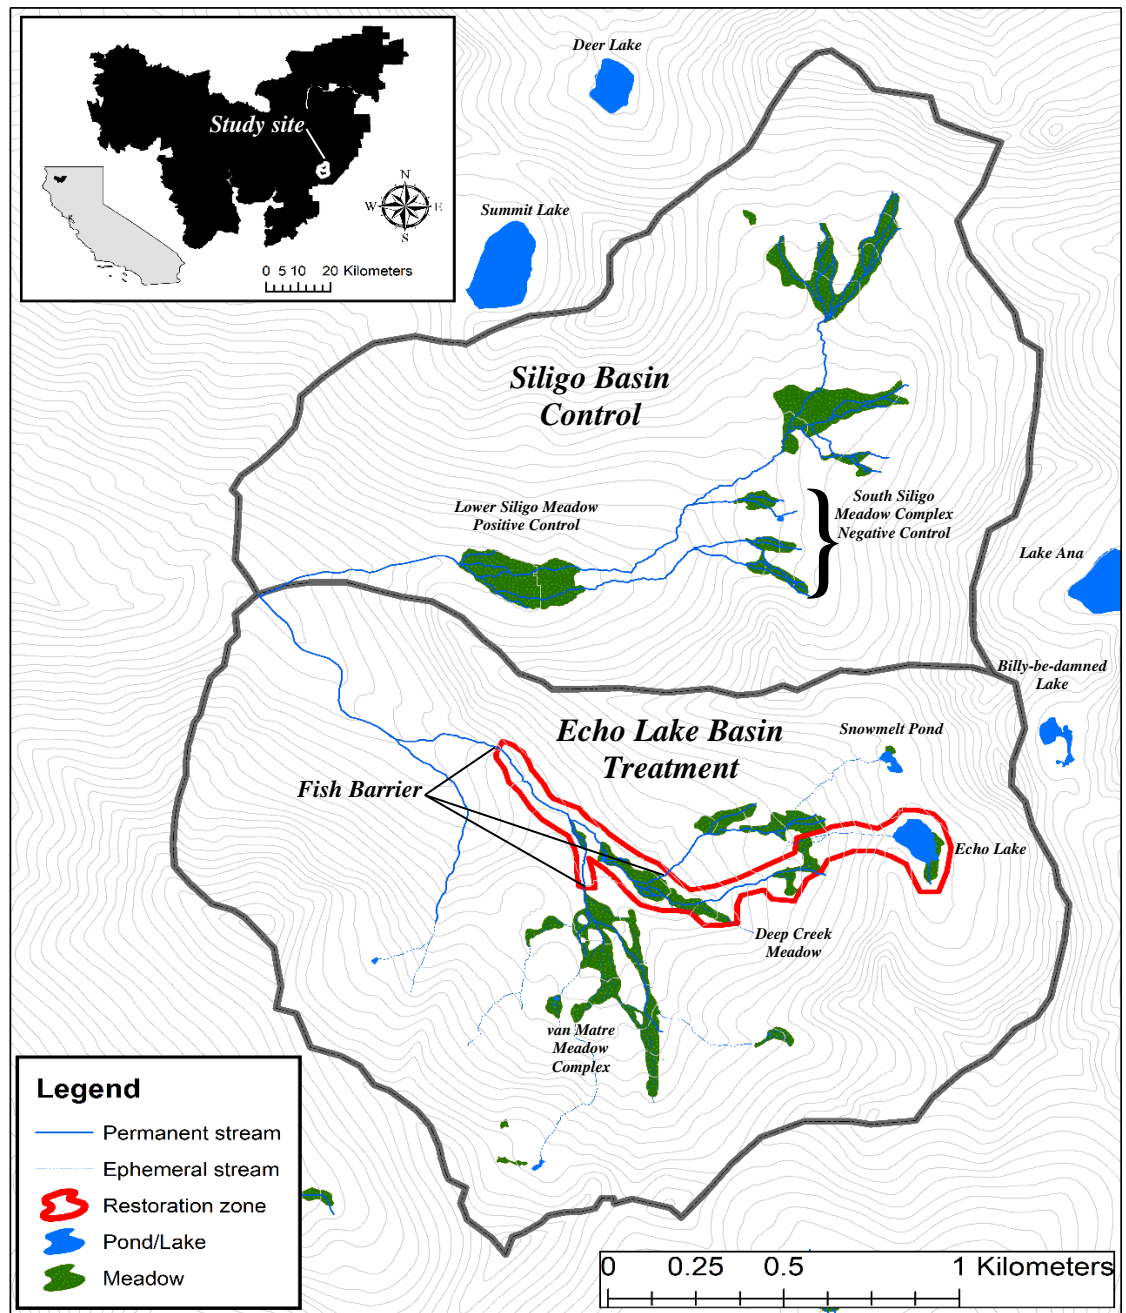 Deer Lake
Study site
N
W
E
S
0 5 10 20 Kilometers
Summit Lake
Siligo Basin
Control
Lower Siligo Meadow
Positive Control
South Siligo
Meadow Complex
Negative Control
Lake Ana
Billy-be-damned
Lake
Echo Lake Basin
Treatment
Snowmelt Pond
Fish Barrier
Echo Lake
Deep Creek
Meadow
van Matre
Meadow
Complex
Legend
Permanent stream
Ephemeral stream
Restoration zone
Pond/Lake
Meadow
0 0.25 0.5 1 Kilometers